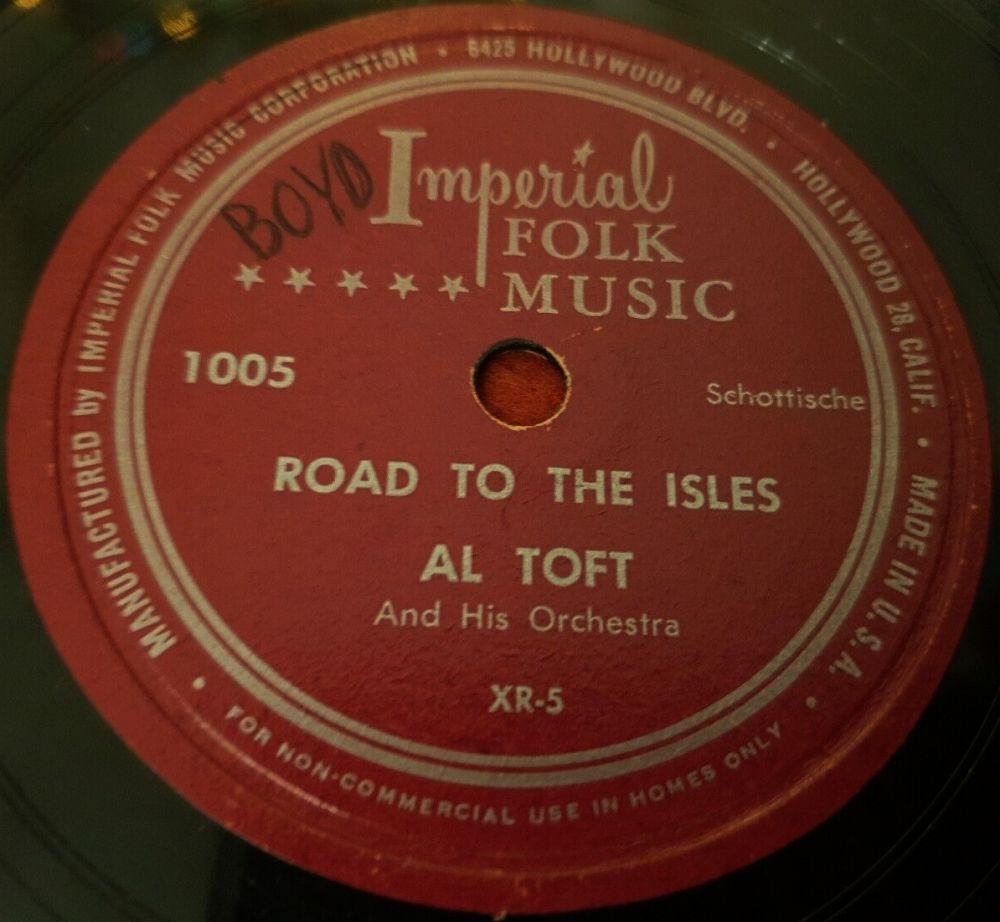 MANUFACTURED by IMPERIAL FOLK MUSIC CORPORATION • 6425 HOLLYWOOD BLVD. • HOLLYWOOD 28, CALIF. • MADE IN U. S. A. •
BOYD
Imperial
FOLK
MUSIC
1005
Schottische
ROAD TO THE ISLES
AL TOFT
And His Orchestra
XR-5
FOR NON-COMMERCIAL USE IN HOMES ONLY